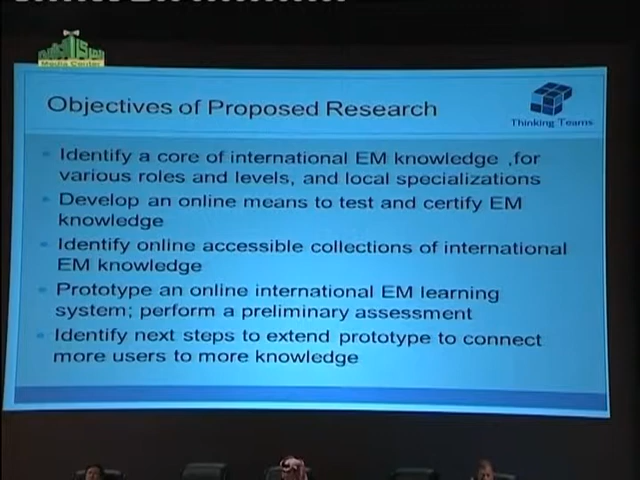 Media Center
Objectives of Proposed Research
Thinking Teams
Identify a core of international EM knowledge ,for
various roles and levels, and local specializations
Develop an online means to test and certify EM
knowledge
Identify online accessible collections of international
EM knowledge
Prototype an online international EM learning
system; perform a preliminary assessment
Identify next steps to extend prototype to connect
more users to more knowledge